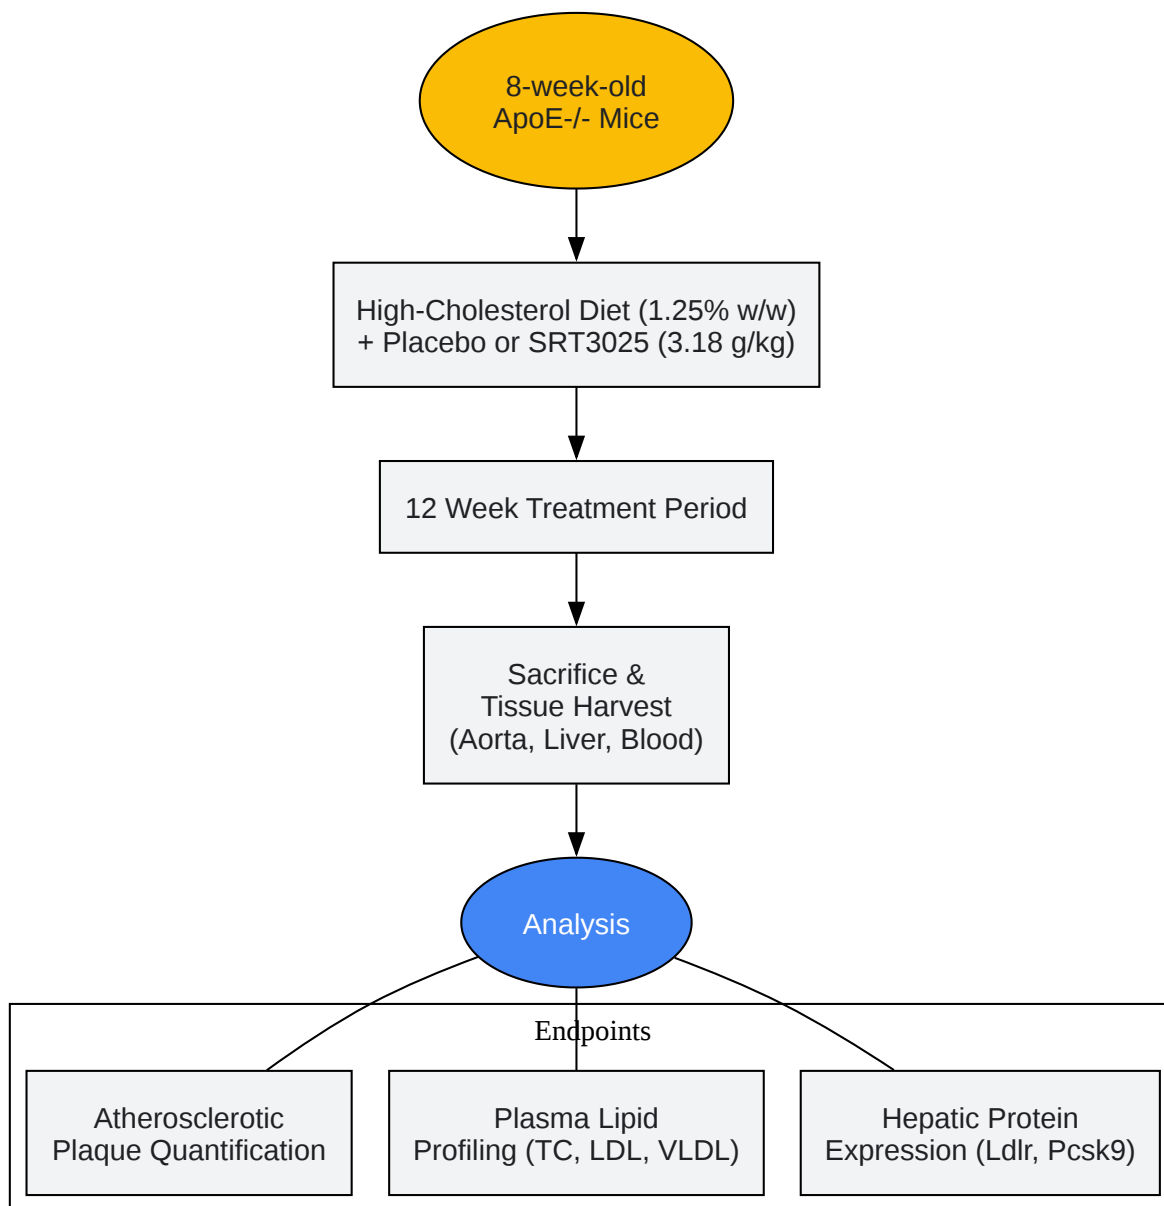 8-week-old
ApoE-/- Mice
High-Cholesterol Diet (1.25% w/w)
+ Placebo or SRT3025 (3.18 g/kg)
12 Week Treatment Period
Sacrifice &
Tissue Harvest
(Aorta, Liver, Blood)
Analysis
Endpoints
Atherosclerotic
Plaque Quantification
Plasma Lipid
Profiling (TC, LDL, VLDL)
Hepatic Protein
Expression (Ldlr, Pcsk9)